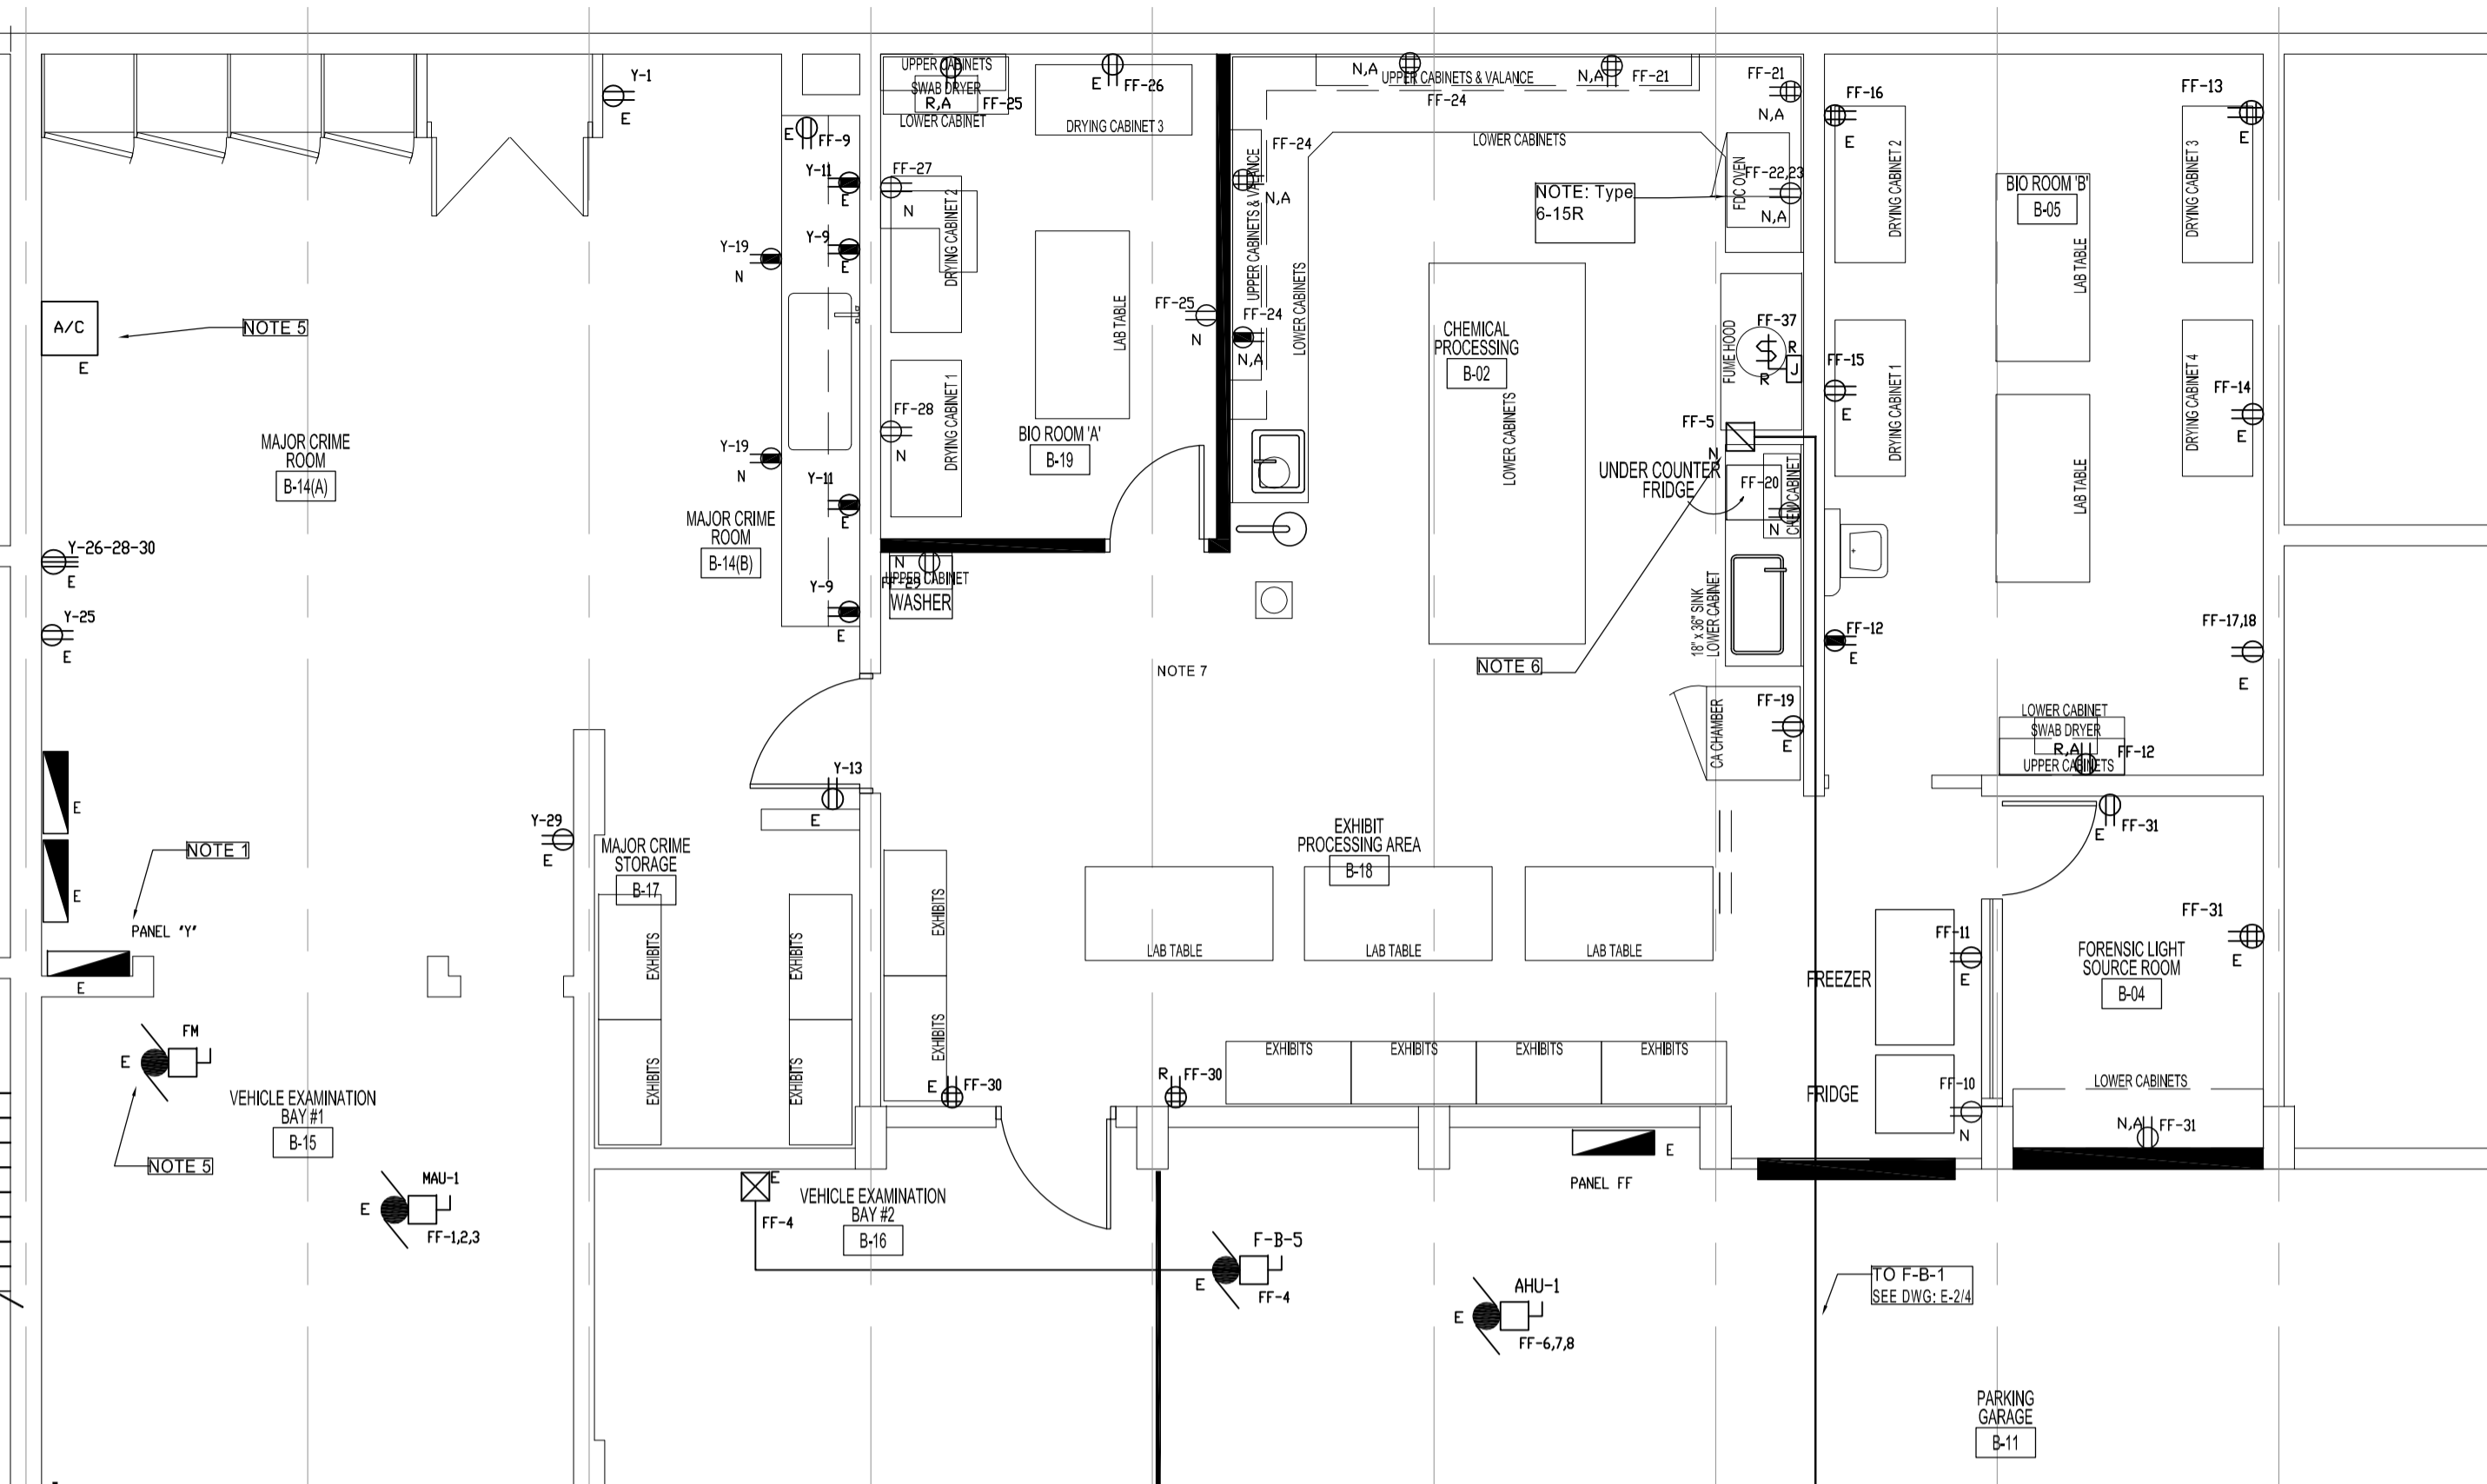 Y-1
E
E
FF-9
Y-11
E
Y-9
E
Y-19
N
Y-19
N
Y-11
E
Y-9
E
A/C
E
NOTE 5
MAJOR CRIME
ROOM
B-14(A)
MAJOR CRIME
ROOM
B-14(B)
Y-26-28-30
E
Y-25
E
E
E
NOTE 1
PANEL 'Y'
E
Y-29
E
Y-13
E
MAJOR CRIME
STORAGE
B-17
EXHIBITS
EXHIBITS
EXHIBITS
EXHIBITS
FM
E
NOTE 5
VEHICLE EXAMINATION
BAY #1
B-15
MAU-1
E
FF-1,2,3
UPPER CABINETS
SWAB DRYER
R,A
FF-25
LOWER CABINET
E
FF-26
DRYING CABINET 3
FF-27
N
DRYING CABINET 2
LAB TABLE
FF-25
N
FF-28
N
DRYING CABINET 1
BIO ROOM 'A'
B-19
N
UPPER CABINET
FF-29
WASHER
N,A
UPPER CABINETS & VALANCE
FF-24
N,A
FF-21
FF-21
N,A
LOWER CABINETS
FF-24
N,A
UPPER CABINETS & VALANCE
FF-24
N,A
LOWER CABINETS
NOTE: Type
6-15R
FDC OVEN
FF-22,23
N,A
CHEMICAL
PROCESSING
B-02
LOWER CABINETS
FUME HOOD
FF-37
R
J
R
FF-5
N
UNDER COUNTER
FRIDGE
FF-20
N
CHEM CABINET
18" x 36" SINK
LOWER CABINET
NOTE 6
NOTE 7
CA CHAMBER
FF-19
E
EXHIBIT
PROCESSING AREA
B-18
LAB TABLE
LAB TABLE
LAB TABLE
EXHIBITS
EXHIBITS
EXHIBITS
EXHIBITS
EXHIBITS
EXHIBITS
E
FF-30
R
FF-30
FF-16
E
DRYING CABINET 2
BIO ROOM 'B'
B-05
LAB TABLE
FF-13
E
DRYING CABINET 3
FF-15
E
DRYING CABINET 1
LAB TABLE
DRYING CABINET 4
FF-14
E
FF-12
E
FF-17,18
E
LOWER CABINET
SWAB DRYER
R,A
FF-12
UPPER CABINETS
E
FF-31
FF-31
E
FORENSIC LIGHT
SOURCE ROOM
B-04
FF-11
E
FREEZER
FRIDGE
FF-10
N
LOWER CABINETS
N,A
FF-31
E
PANEL FF
E
FF-4
VEHICLE EXAMINATION
BAY #2
B-16
F-B-5
E
FF-4
AHU-1
E
FF-6,7,8
TO F-B-1
SEE DWG: E-2/4
PARKING
GARAGE
B-11